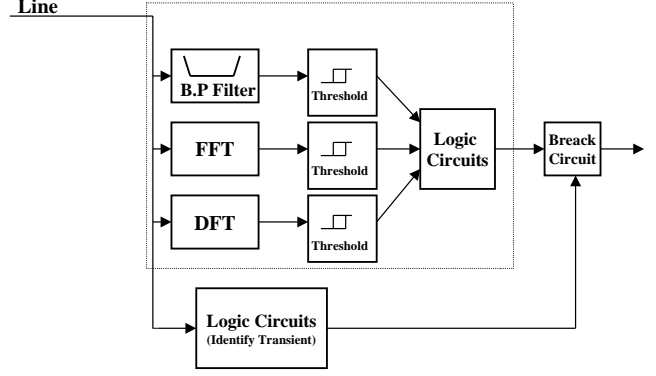 Line
B.P Filter
Threshold
FFT
Threshold
DFT
Threshold
Logic
Circuits
Breack
Circuit
Logic Circuits
(Identify Transient)